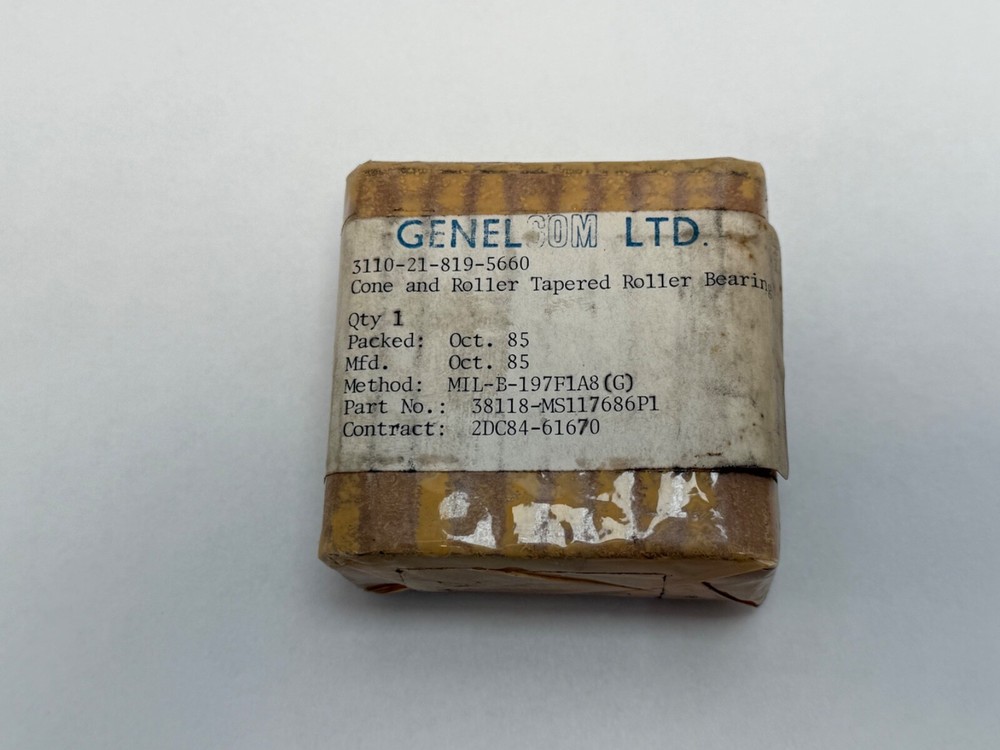 GENELCOM LTD.
3110-21-819-5660
Cone and Roller Tapered Roller Bearing
Qty 1
Packed: Oct. 85
Mfd. Oct. 85
Method: MIL-B-197F1A8(G)
Part No.: 38118-MS117686P1
Contract: 2DC84-61670